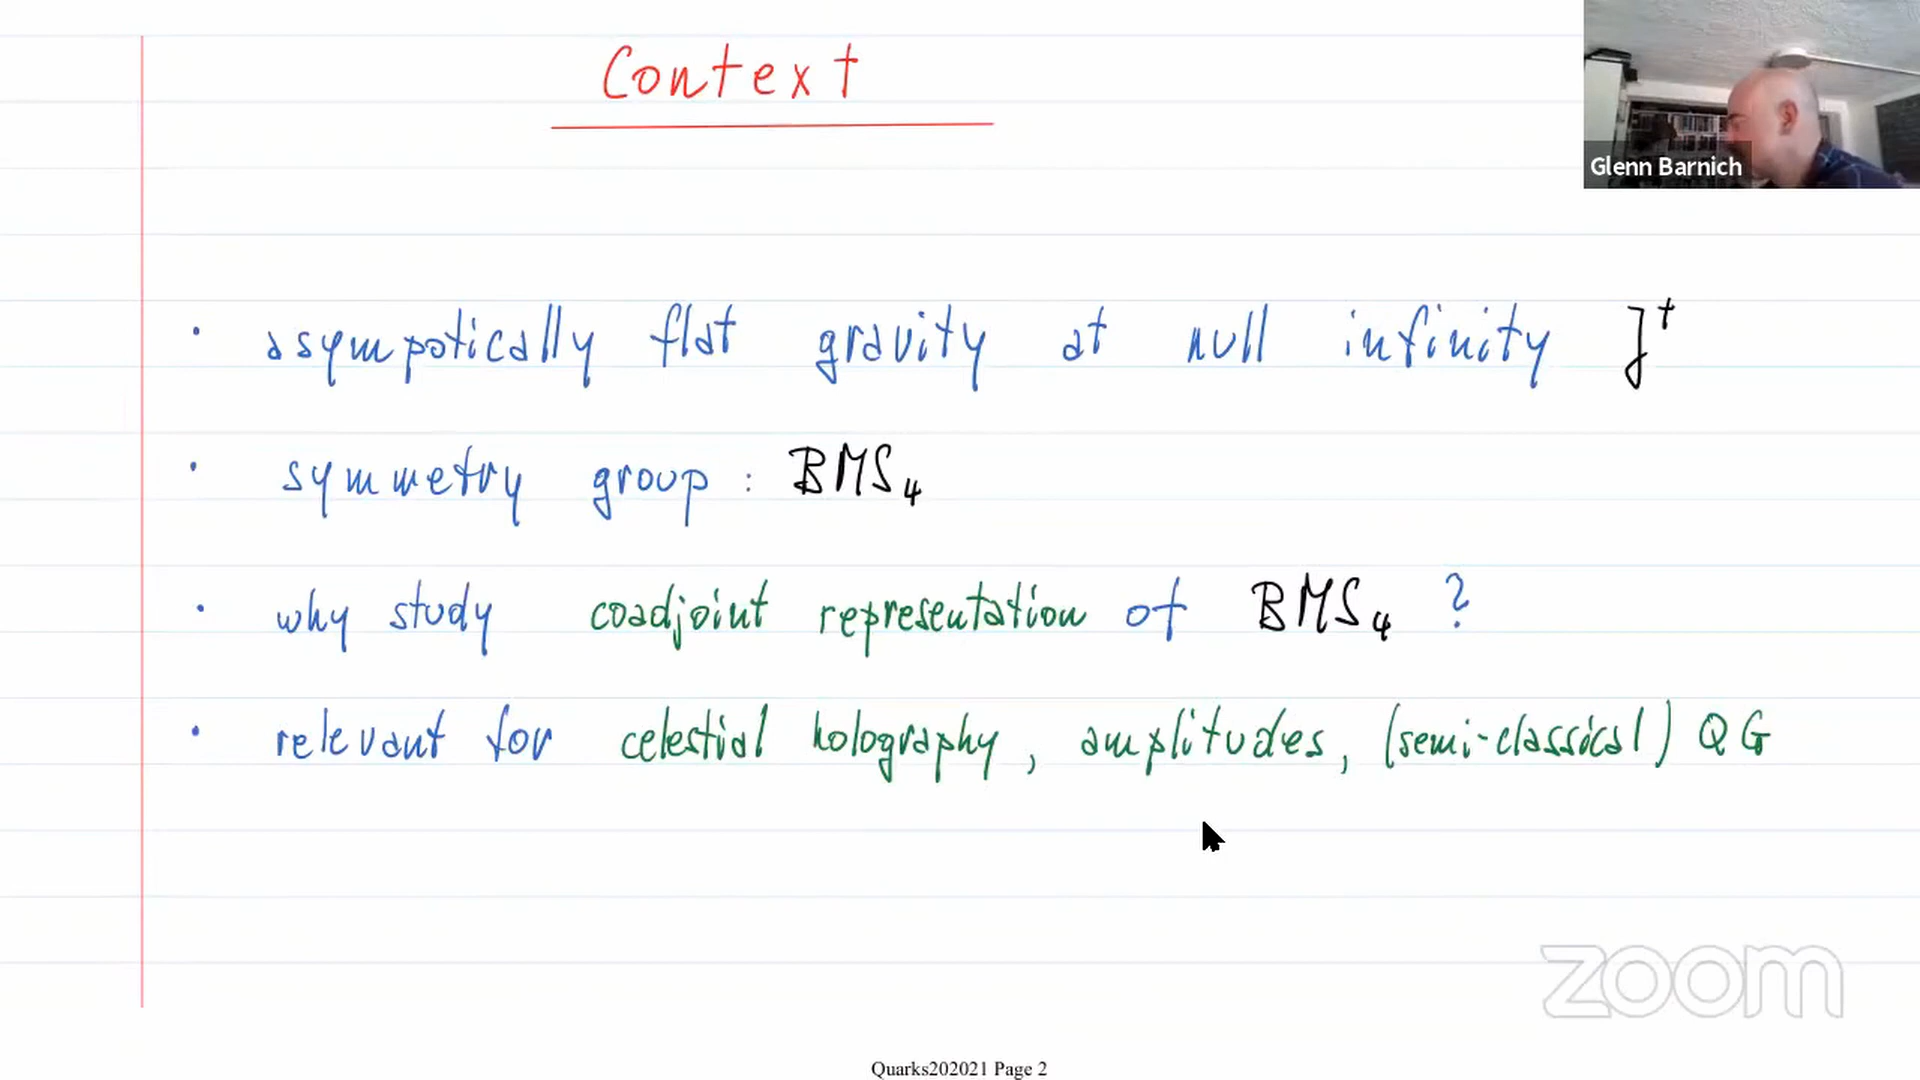 Context
Glenn Barnich
· asympotically flat gravity at null infinity J⁺
· symmetry group : BMS₄
· why study coadjoint representation of BMS₄ ?
· relevant for celestial holography, amplitudes, (semi-classical) QG
zoom
Quarks202021 Page 2